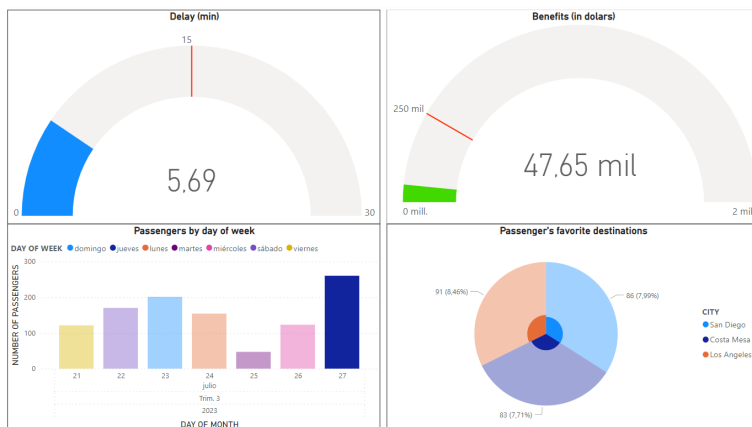 Delay (min)
15
5,69
0
30
Benefits (in dolars)
250 mil
47,65 mil
0 mill.
2 mill.
Passengers by day of week
DAY OF WEEK domingo jueves lunes martes miércoles sábado viernes
NUMBER OF PASSENGERS
300
200
100
0
21 22 23 24 25 26 27
julio
Trim. 3
2023
DAY OF MONTH
Passenger's favorite destinations
91 (8,46%)
86 (7,99%)
83 (7,71%)
CITY
San Diego
Costa Mesa
Los Angeles